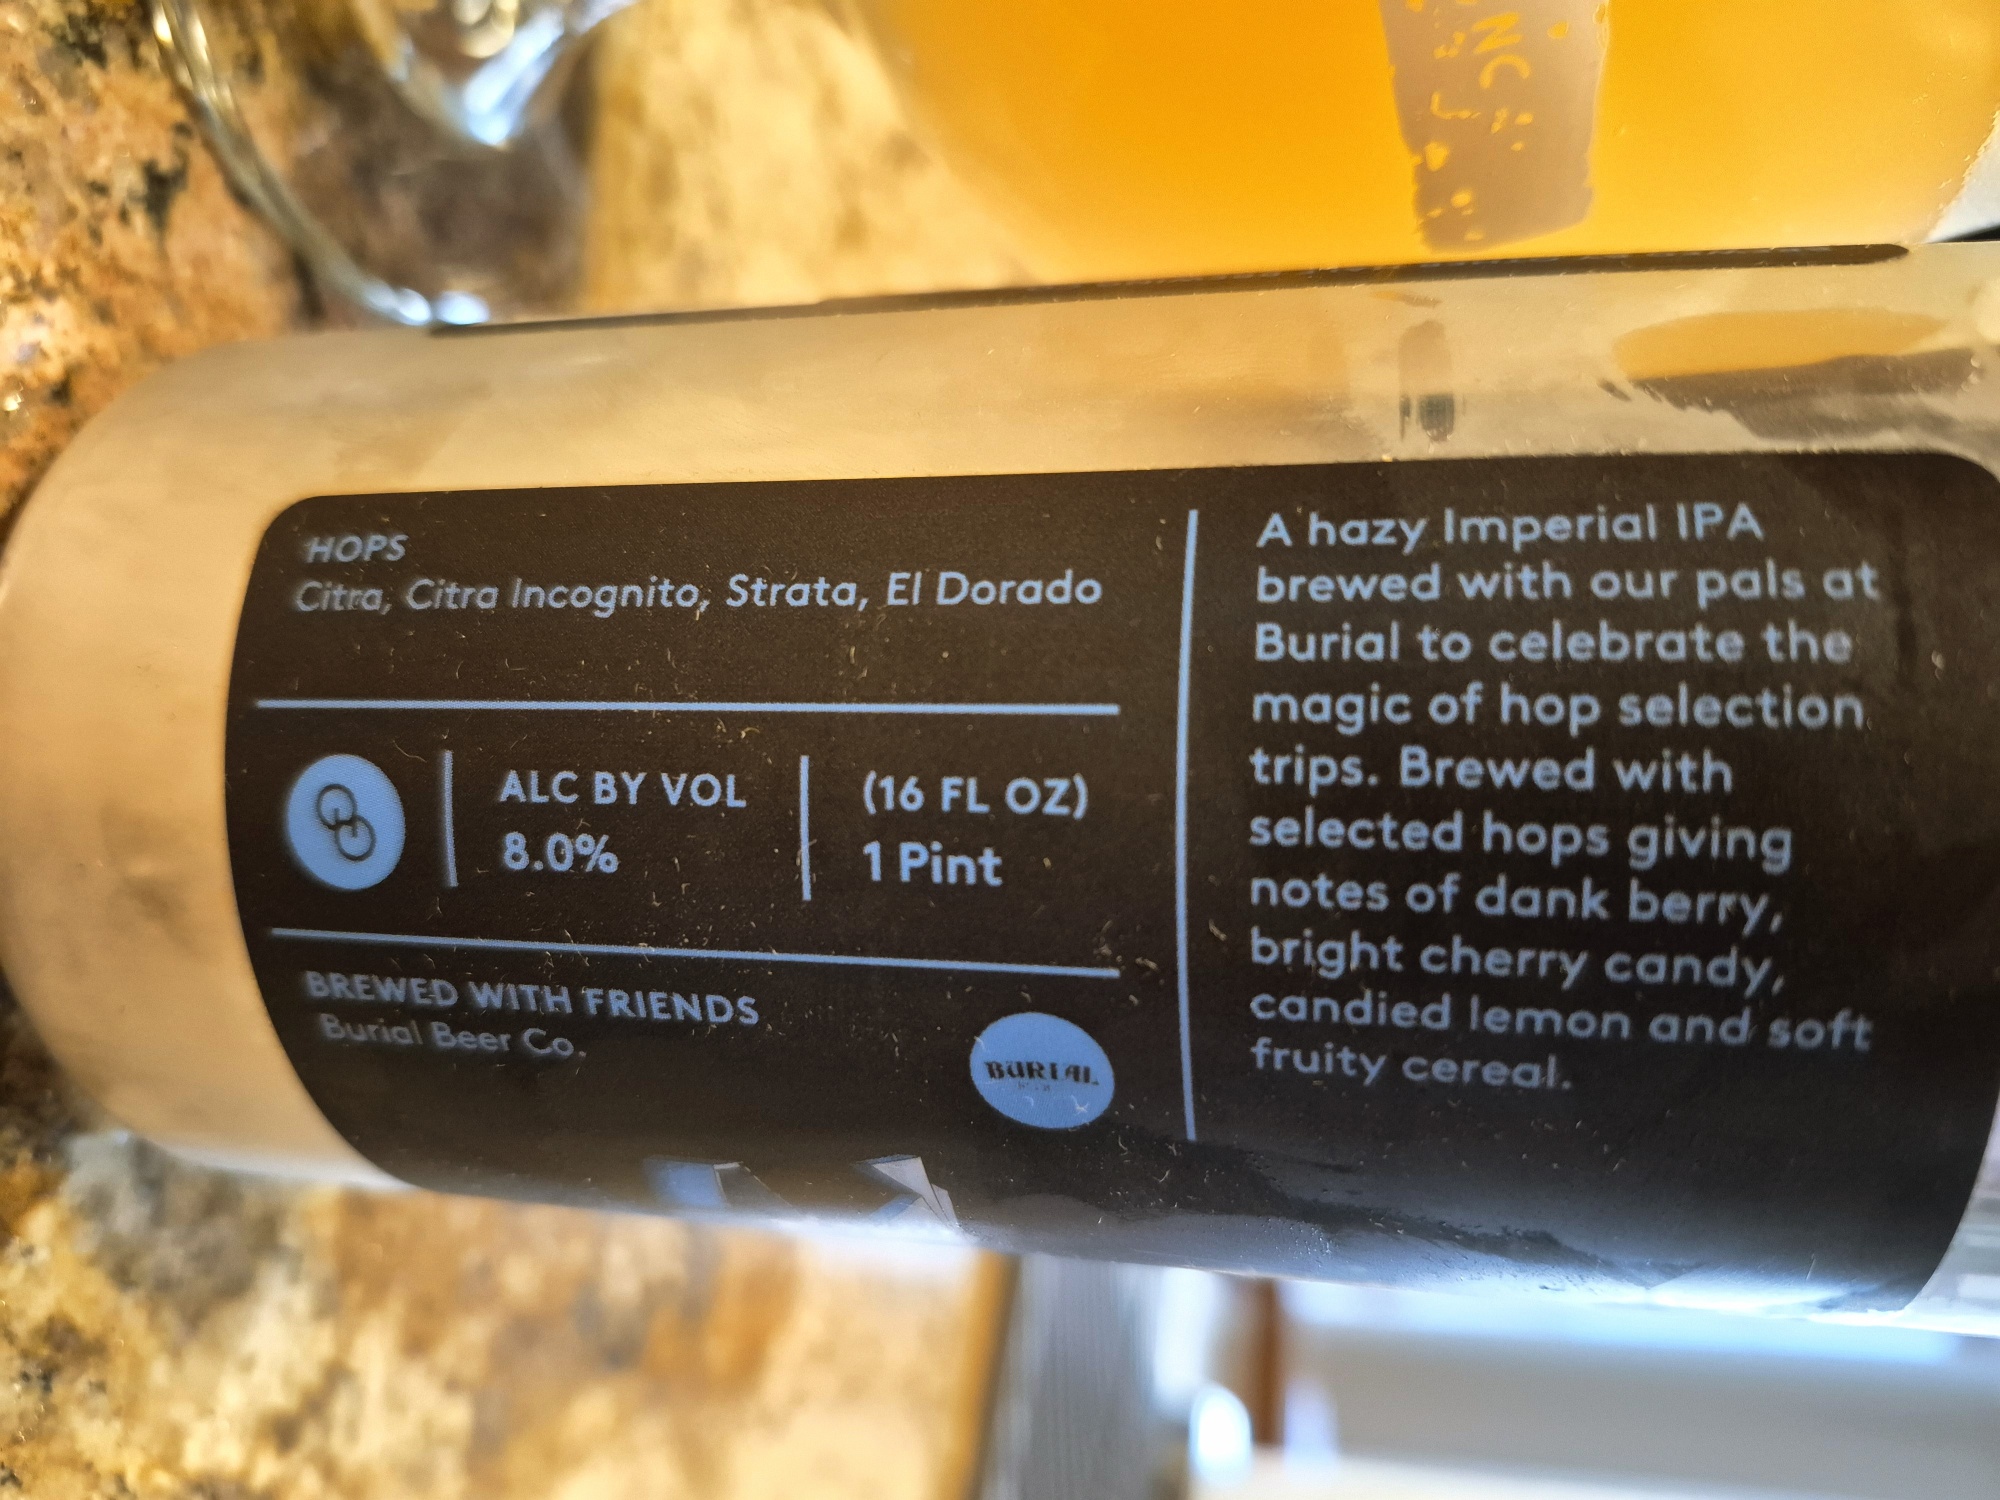 HOPS
Citra, Citra Incognito, Strata, El Dorado
ALC BY VOL
8.0%
(16 FL OZ)
1 Pint
BREWED WITH FRIENDS
Burial Beer Co.
BURIAL
A hazy Imperial IPA
brewed with our pals at
Burial to celebrate the
magic of hop selection
trips. Brewed with
selected hops giving
notes of dank berry,
bright cherry candy,
candied lemon and soft
fruity cereal.